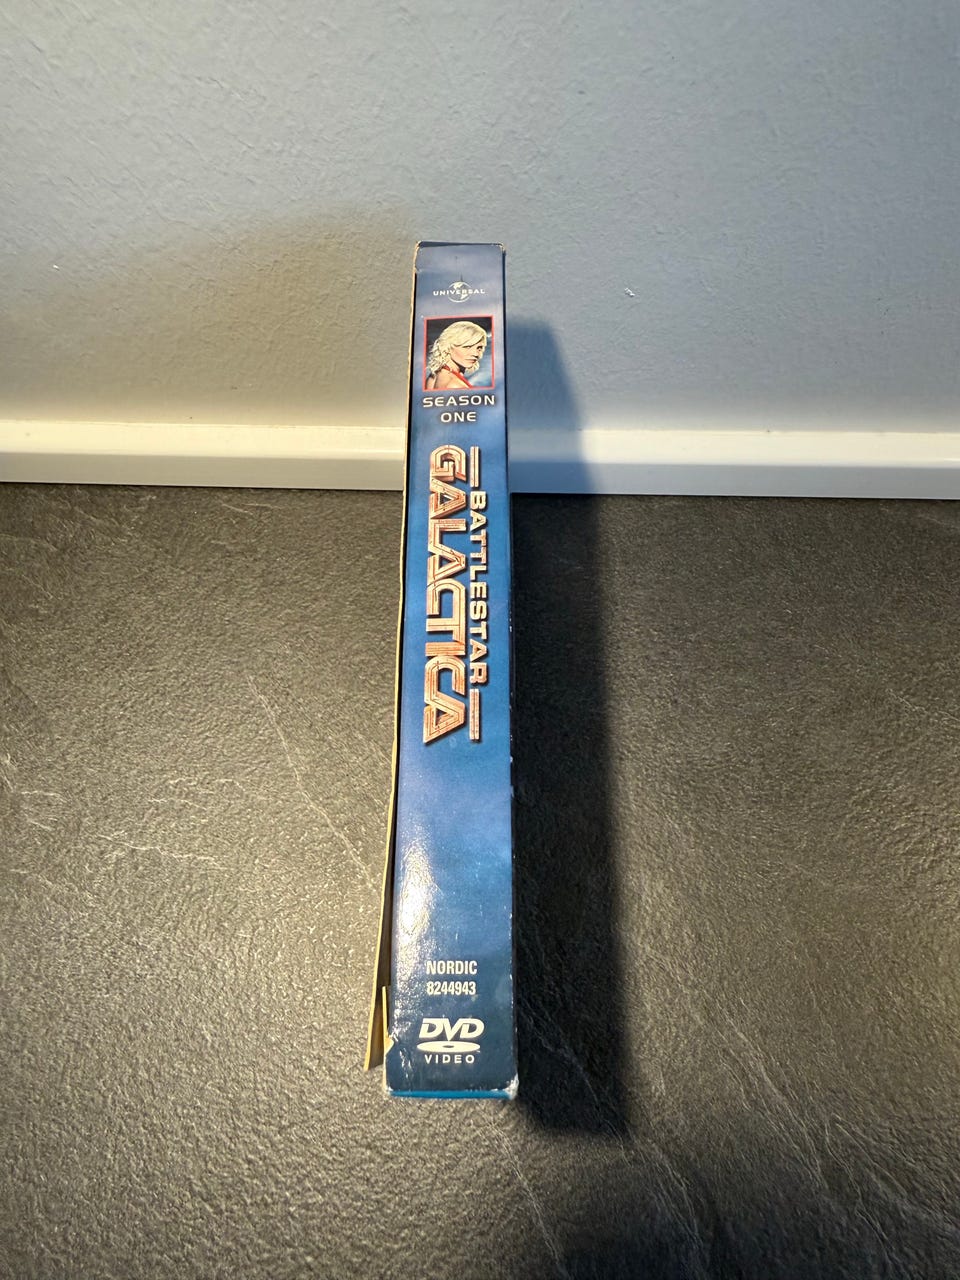 UNIVERSAL
SEASON
ONE
BATTLESTAR
GALACTICA
NORDIC
8244943
DVD
VIDEO